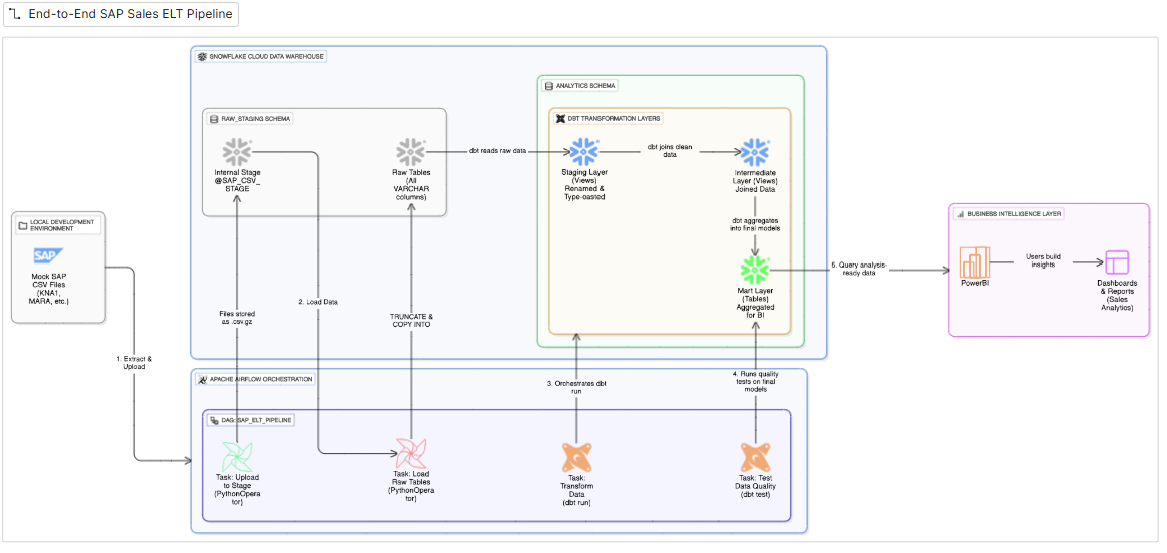 End-to-End SAP Sales ELT Pipeline
SNOWFLAKE CLOUD DATA WAREHOUSE
ANALYTICS SCHEMA
RAW_STAGING SCHEMA
DBT TRANSFORMATION LAYERS
Internal Stage
@SAP_CSV_
STAGE
Raw Tables
(All
VARCHAR
columns)
dbt reads raw data
Staging Layer
(Views)
Renamed &
Type-casted
dbt joins clean
data
Intermediate
Layer (Views)
Joined Data
dbt aggregates
into final models
Mart Layer
(Tables)
Aggregated
for BI
LOCAL DEVELOPMENT
ENVIRONMENT
SAP
Mock SAP
CSV Files
(KNA1,
MARA, etc.)
1. Extract &
Upload
Files stored
as .csv.gz
2. Load Data
TRUNCATE &
COPY INTO
3. Orchestrates dbt
run
4. Runs quality
tests on final
models
5. Query analysis-
ready data
BUSINESS INTELLIGENCE LAYER
PowerBI
Users build
insights
Dashboards
& Reports
(Sales
Analytics)
APACHE AIRFLOW ORCHESTRATION
DAG: SAP_ELT_PIPELINE
Task: Upload
to Stage
(PythonOpera
tor)
Task: Load
Raw Tables
(PythonOpera
tor)
Task:
Transform
Data
(dbt run)
Task: Test
Data Quality
(dbt test)